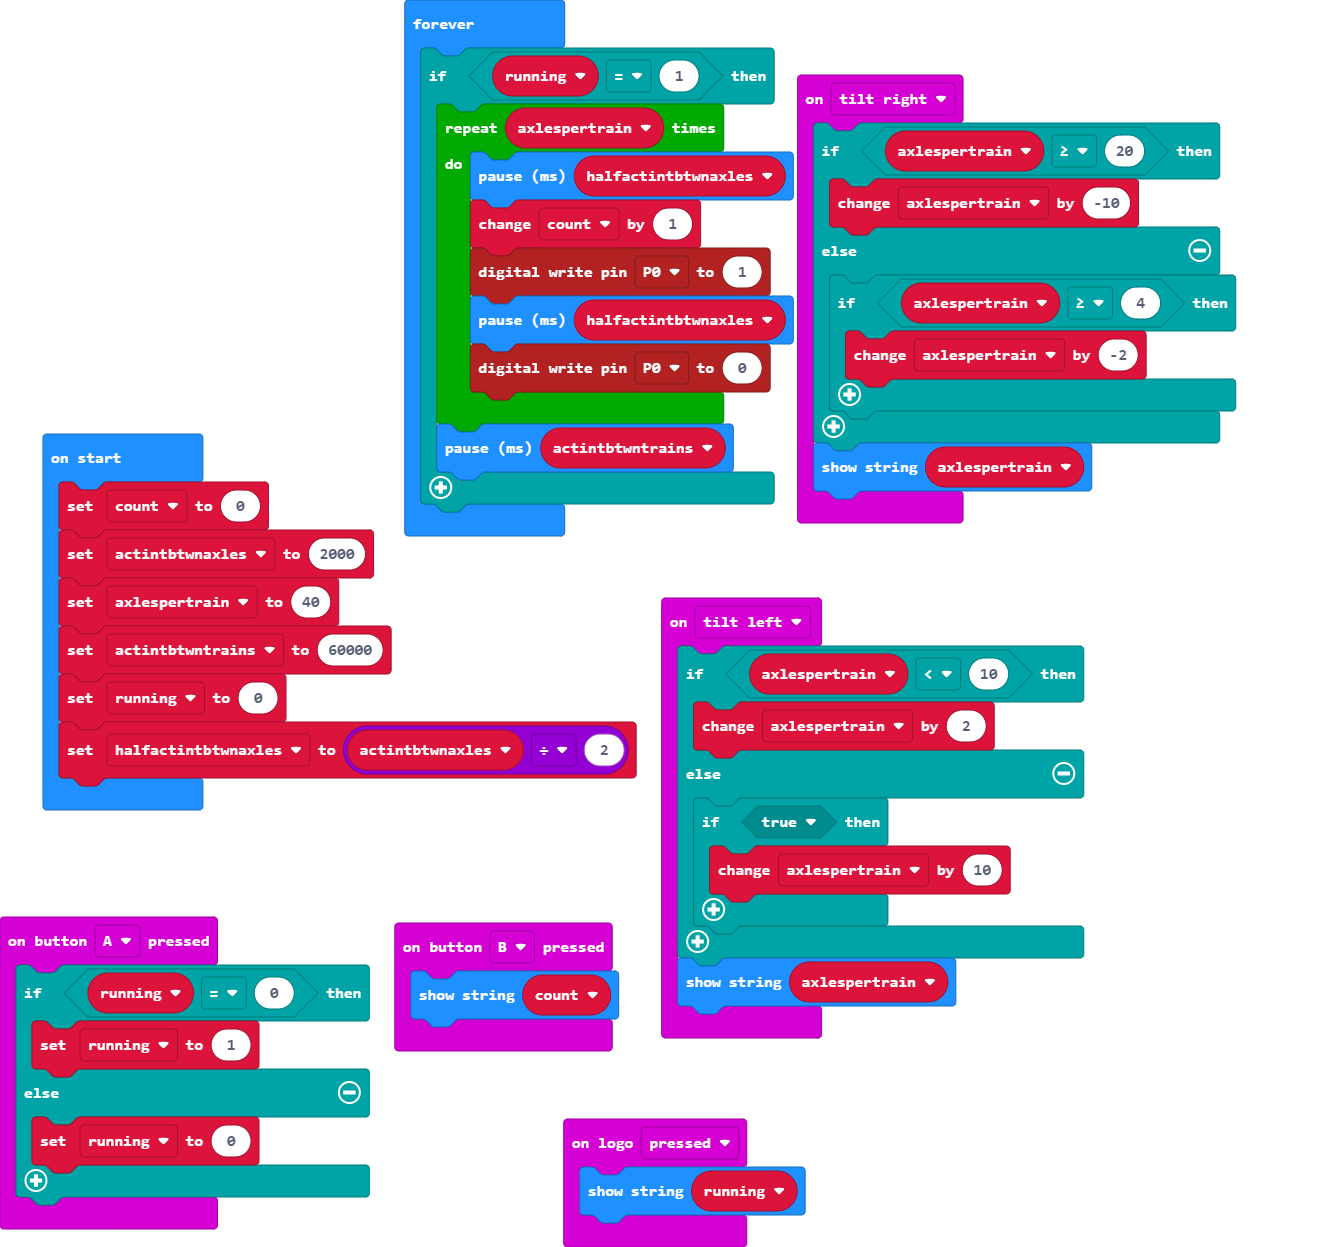 forever
if running = 1 then
repeat axlespertrain times
do
pause (ms) halfactintbtwnaxles
change count by 1
digital write pin P0 to 1
pause (ms) halfactintbtwnaxles
digital write pin P0 to 0
pause (ms) actintbtwntrains
on tilt right
if axlespertrain ≥ 20 then
change axlespertrain by -10
else
if axlespertrain ≥ 4 then
change axlespertrain by -2
show string axlespertrain
on start
set count to 0
set actintbtwnaxles to 2000
set axlespertrain to 40
set actintbtwntrains to 60000
set running to 0
set halfactintbtwnaxles to actintbtwnaxles ÷ 2
on tilt left
if axlespertrain < 10 then
change axlespertrain by 2
else
if true then
change axlespertrain by 10
show string axlespertrain
on button A pressed
if running = 0 then
set running to 1
else
set running to 0
on button B pressed
show string count
on logo pressed
show string running